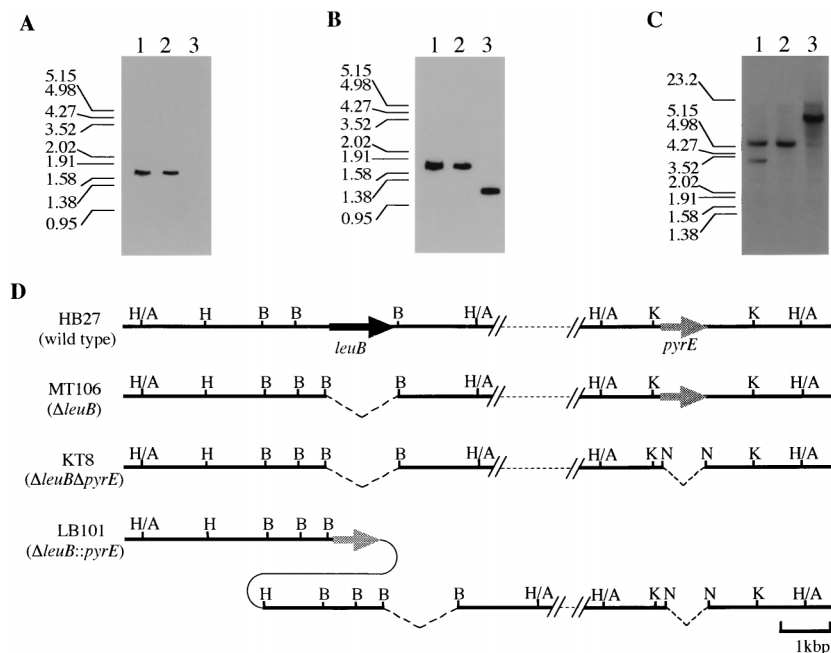 A
1 2 3
5.15
4.98
4.27
3.52
2.02
1.91
1.58
1.38
0.95
B
1 2 3
5.15
4.98
4.27
3.52
2.02
1.91
1.58
1.38
0.95
C
1 2 3
23.2
5.15
4.98
4.27
3.52
2.02
1.91
1.58
1.38
D
HB27
(wild type)
H/A H B B B H/A H/A K K H/A
leuB pyrE
MT106
(ΔleuB)
H/A H B B B B H/A H/A K K H/A
KT8
(ΔleuBΔpyrE)
H/A H B B B B H/A H/A K N N K H/A
LB101
(ΔleuB::pyrE)
H/A H B B B
H B B B B H/A H/A K N N K H/A
1kbp